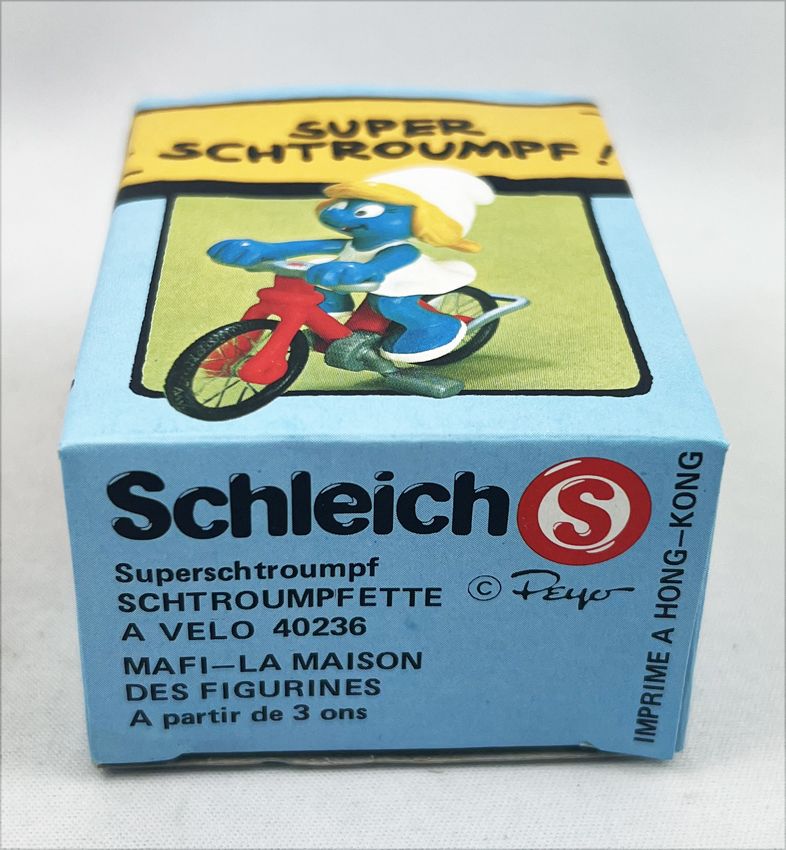 SUPER
SCHTROUMPF !
Schleich S
Superschtroumpf
SCHTROUMPFETTE
A VELO 40236
© Peyo
MAFI–LA MAISON
DES FIGURINES
A partir de 3 ons
IMPRIME A HONG–KONG